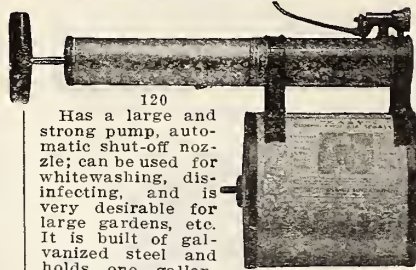 120
Has a large and
strong pump, auto-
matic shut-off noz-
zle; can be used for
whitewashing, dis-
infecting, and is
very desirable for
large gardens, etc.
It is built of gal-
vanized steel and
holds one gallon.